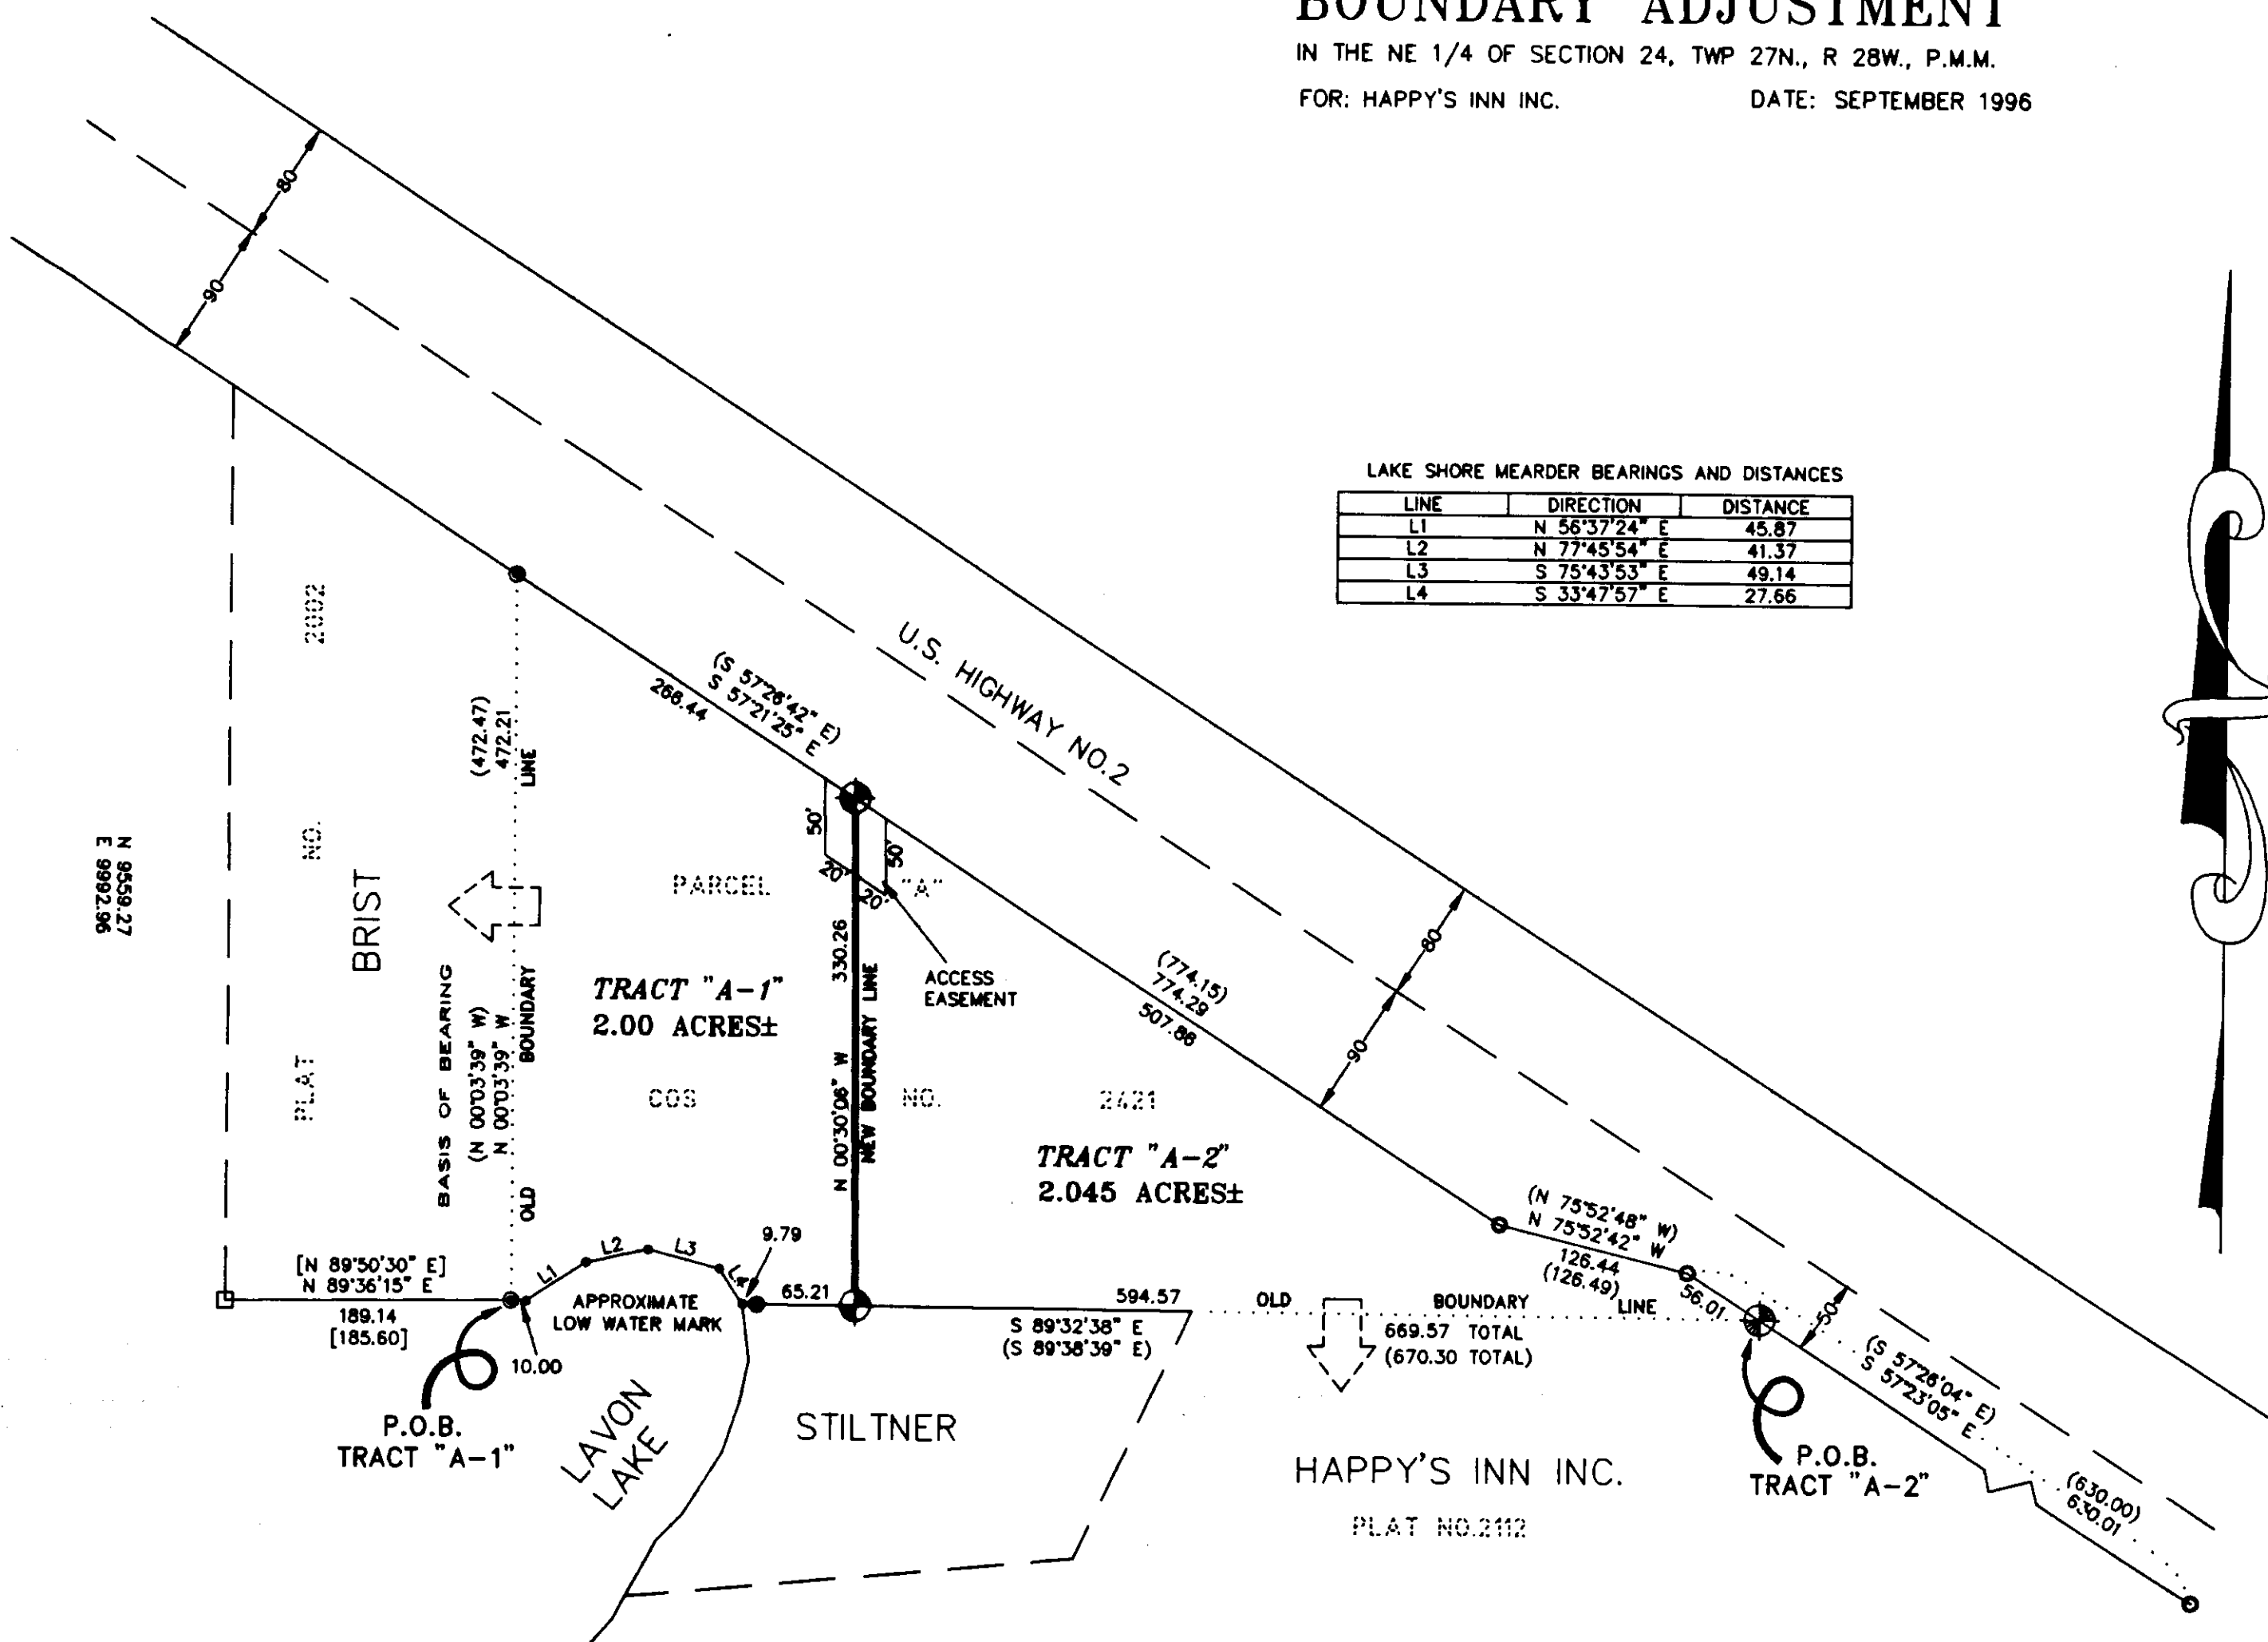 BOUNDARY ADJUSTMENT
IN THE NE 1/4 OF SECTION 24, TWP 27N., R 28W., P.M.M.
FOR: HAPPY'S INN INC. DATE: SEPTEMBER 1996
80
90
LAKE SHORE MEARDER BEARINGS AND DISTANCES
LINE DIRECTION DISTANCE
L1 N 56°37'24" E 45.87
L2 N 77°45'54" E 41.37
L3 S 75°43'53" E 49.14
L4 S 33°47'57" E 27.66
U.S. HIGHWAY NO.2
(S 57°26'42" E)
S 57°21'25" E
266.44
(472.47)
472.21
OLD BOUNDARY LINE
BASIS OF BEARING
(N 00°03'39" W)
N 00°03'39" W
PLAT NO. 2002
BRIST
N 9559.27
E 9992.96
50'
50'
20'
20'
PARCEL "A"
ACCESS
EASEMENT
TRACT "A-1"
2.00 ACRES±
N 00°30'06" W 330.26
NEW BOUNDARY LINE
COS NO. 2421
TRACT "A-2"
2.045 ACRES±
(774.15)
774.29
507.86
80
90
(N 75°52'48" W)
N 75°52'42" W
126.44
(126.49)
56.01
50
[N 89°50'30" E]
N 89°36'15" E
189.14
[185.60]
L1
L2
L3
L4
9.79
65.21
10.00
APPROXIMATE
LOW WATER MARK
594.57
S 89°32'38" E
(S 89°38'39" E)
OLD BOUNDARY LINE
669.57 TOTAL
(670.30 TOTAL)
(S 57°26'04" E)
S 57°23'05" E
(630.00)
630.01
P.O.B.
TRACT "A-1"
LAVON
LAKE
STILTNER
HAPPY'S INN INC.
PLAT NO.2112
P.O.B.
TRACT "A-2"